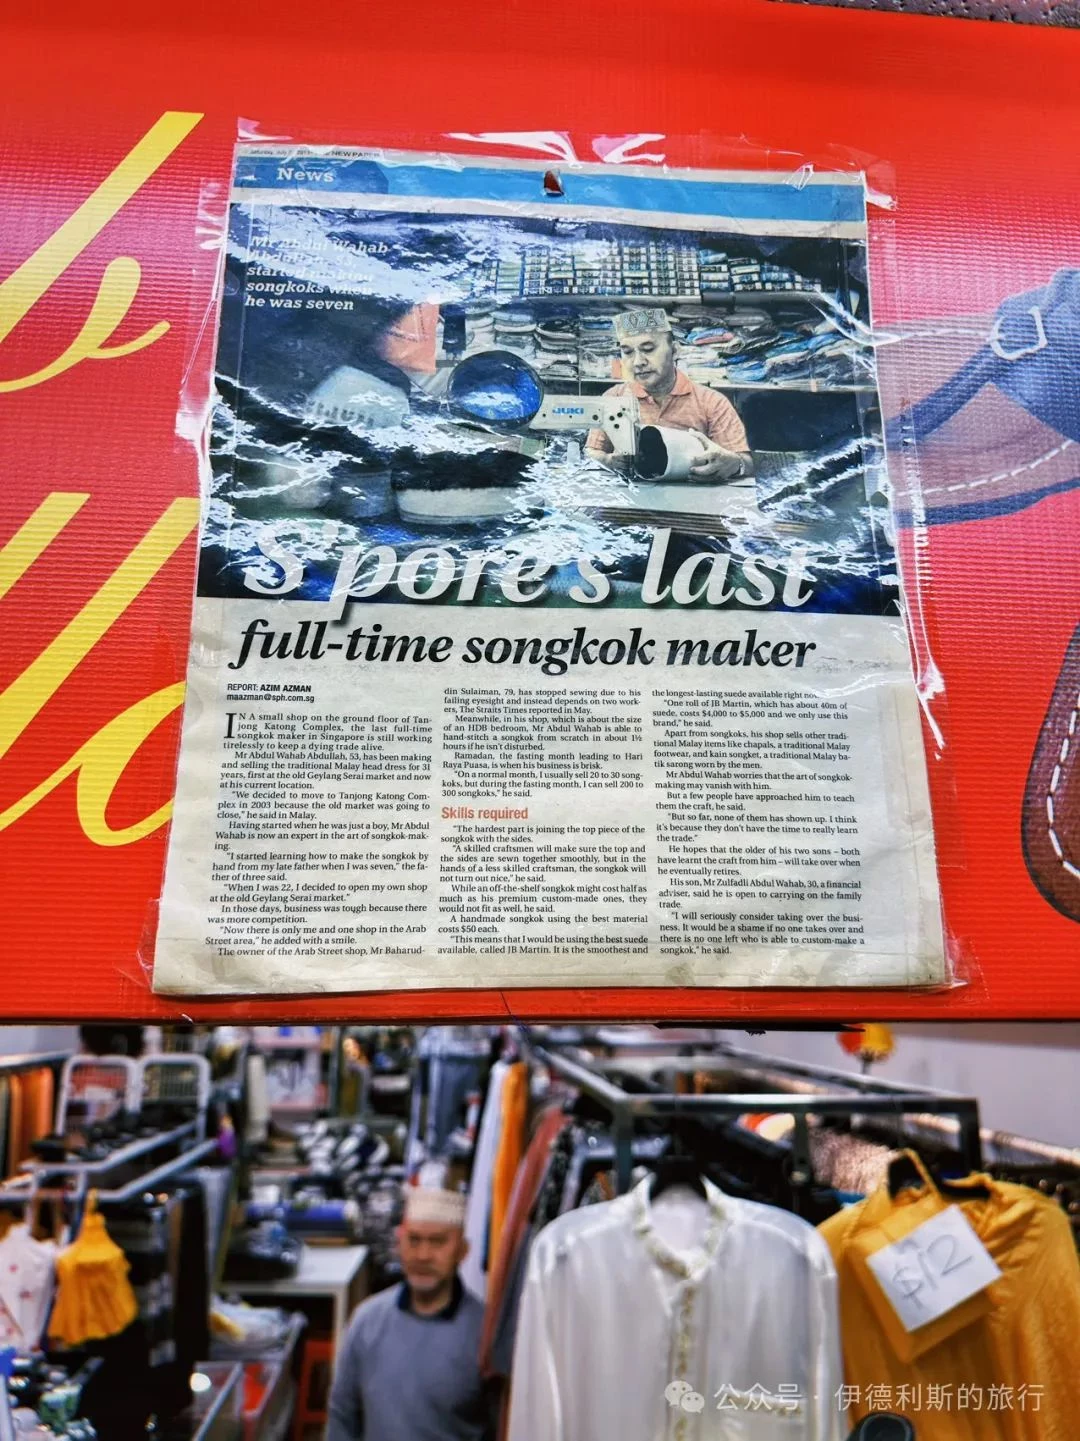 NEW PAPER
News
Mr Abdul Wahab
Abdullah, 53,
started making
songkoks when
he was seven
JUKI
S'pore's last
full-time songkok maker
REPORT: AZIM AZMAN
maazman@sph.com.sg
IN A small shop on the ground floor of Tan-
jong Katong Complex, the last full-time
songkok maker in Singapore is still working
tirelessly to keep a dying trade alive.
Mr Abdul Wahab Abdullah, 53, has been making
and selling the traditional Malay head dress for 31
years, first at the old Geylang Serai market and now
at his current location.
"We decided to move to Tanjong Katong Com-
plex in 2003 because the old market was going to
close," he said in Malay.
Having started when he was just a boy, Mr Abdul
Wahab is now an expert in the art of songkok-mak-
ing.
"I started learning how to make the songkok by
hand from my late father when I was seven," the fa-
ther of three said.
"When I was 22, I decided to open my own shop
at the old Geylang Serai market."
In those days, business was tough because there
was more competition.
"Now there is only me and one shop in the Arab
Street area," he added with a smile.
The owner of the Arab Street shop, Mr Baharud-
din Sulaiman, 79, has stopped sewing due to his
failing eyesight and instead depends on two work-
ers, The Straits Times reported in May.
Meanwhile, in his shop, which is about the size
of an HDB bedroom, Mr Abdul Wahab is able to
hand-stitch a songkok from scratch in about 1½
hours if he isn't disturbed.
Ramadan, the fasting month leading to Hari
Raya Puasa, is when his business is brisk.
"On a normal month, I usually sell 20 to 30 song-
koks, but during the fasting month, I can sell 200 to
300 songkoks," he said.
Skills required
"The hardest part is joining the top piece of the
songkok with the sides.
"A skilled craftsmen will make sure the top and
the sides are sewn together smoothly, but in the
hands of a less skilled craftsman, the songkok will
not turn out nice," he said.
While an off-the-shelf songkok might cost half as
much as his premium custom-made ones, they
would not fit as well, he said.
A handmade songkok using the best material
costs $50 each.
"This means that I would be using the best suede
available, called JB Martin. It is the smoothest and
the longest-lasting suede available right
"One roll of JB Martin, which has about 40m of
suede, costs $4,000 to $5,000 and we only use this
brand," he said.
Apart from songkoks, his shop sells other tradi-
tional Malay items like chapals, a traditional Malay
footwear, and kain songket, a traditional Malay ba-
tik sarong worn by the men.
Mr Abdul Wahab worries that the art of songkok-
making may vanish with him.
But a few people have approached him to teach
them the craft, he said.
"But so far, none of them has shown up. I think
it's because they don't have the time to really learn
the trade."
He hopes that the older of his two sons – both
have learnt the craft from him – will take over when
he eventually retires.
His son, Mr Zulfadli Abdul Wahab, 30, a financial
adviser, said he is open to carrying on the family
trade.
"I will seriously consider taking over the busi-
ness. It would be a shame if no one takes over and
there is no one left who is able to custom-make a
songkok," he said.
$12
公众号 · 伊德利斯的旅行